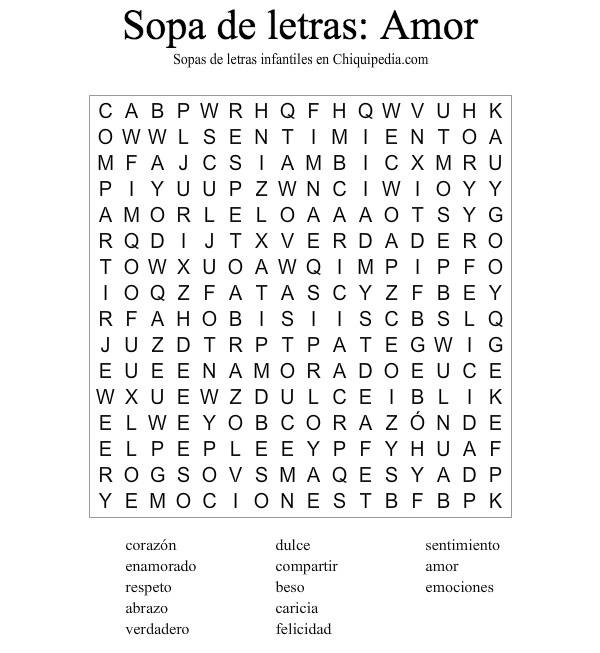 Sopa de letras: Amor
Sopas de letras infantiles en Chiquipedia.com
C A B P W R H Q F H Q W V U H K
O W W L S E N T I M I E N T O A
M F A J C S I A M B I C X M R U
P I Y U U P Z W N C I W I O Y Y
A M O R L E L O A A A O T S Y G
R Q D I J T X V E R D A D E R O
T O W X U O A W Q I M P I P F O
I O Q Z F A T A S C Y Z F B E Y
R F A H O B I S I I S C B S L Q
J U Z D T R P T P A T E G W I G
E U E E N A M O R A D O E U C E
W X U E W Z D U L C E I B L I K
E L W E Y O B C O R A Z Ó N D E
E L P E P L E E Y P F Y H U A F
R O G S O V S M A Q E S Y A D P
Y E M O C I O N E S T B F B P K
corazón dulce sentimiento
enamorado compartir amor
respeto beso emociones
abrazo caricia
verdadero felicidad